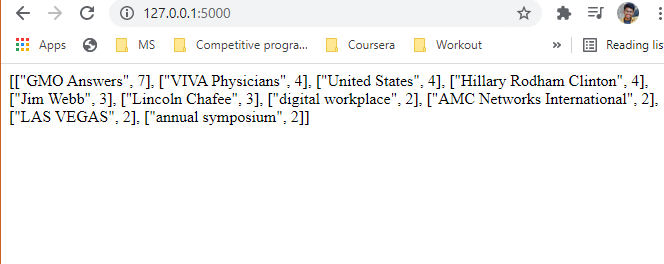 127.0.0.1:5000
Apps MS Competitive progra... Coursera Workout » Reading list
[["GMO Answers", 7], ["VIVA Physicians", 4], ["United States", 4], ["Hillary Rodham Clinton", 4],
["Jim Webb", 3], ["Lincoln Chafee", 3], ["digital workplace", 2], ["AMC Networks International", 2],
["LAS VEGAS", 2], ["annual symposium", 2]]